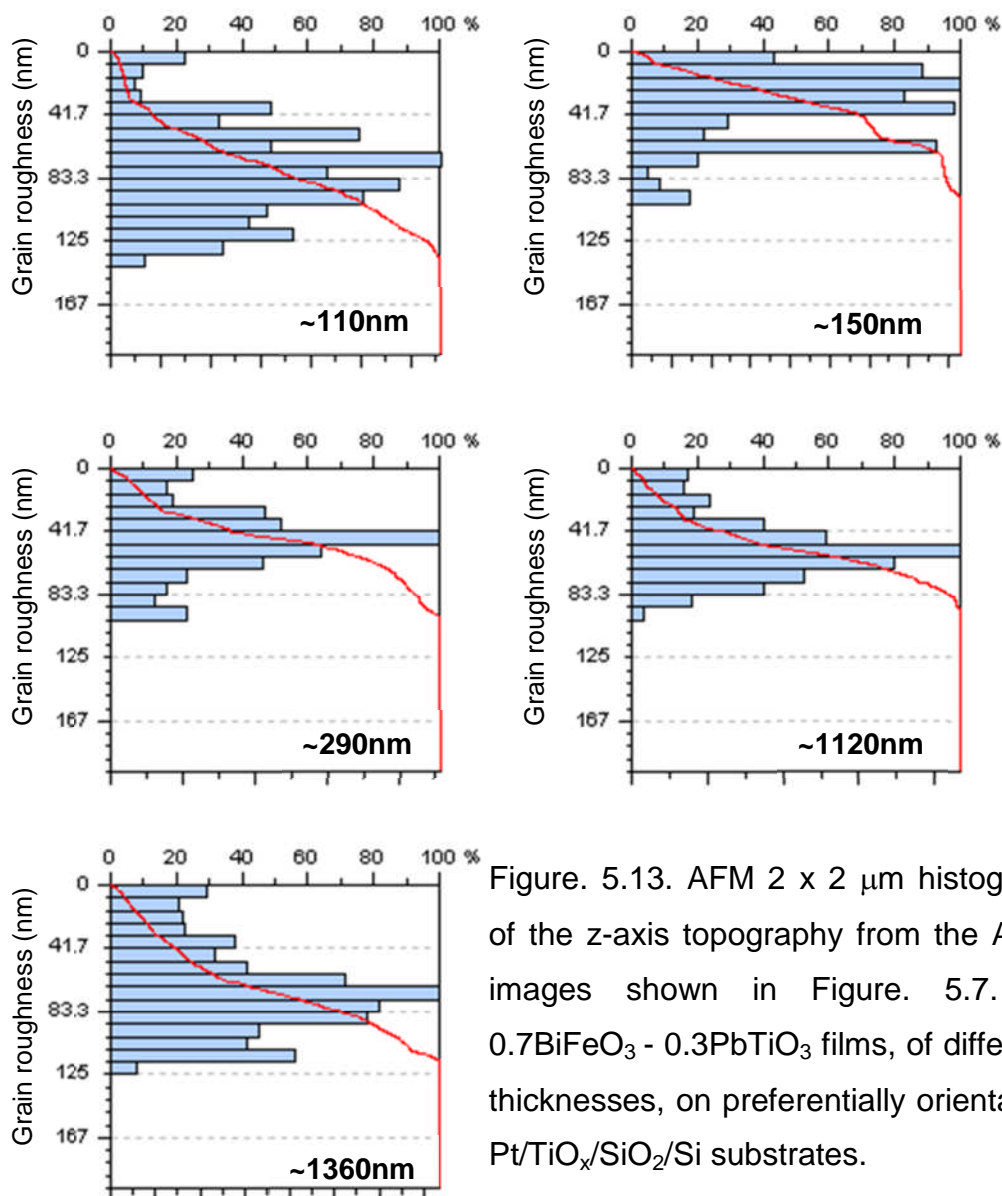 0 20 40 60 80 100 %
Grain roughness (nm)
0
41.7
83.3
125
167
~110nm
0 20 40 60 80 100 %
Grain roughness (nm)
0
41.7
83.3
125
167
~150nm
0 20 40 60 80 100 %
Grain roughness (nm)
0
41.7
83.3
125
167
~290nm
0 20 40 60 80 100 %
Grain roughness (nm)
0
41.7
83.3
125
167
~1120nm
0 20 40 60 80 100 %
Grain roughness (nm)
0
41.7
83.3
125
167
~1360nm
Figure. 5.13. AFM 2 x 2 μm histog
of the z-axis topography from the A
images shown in Figure. 5.7.
0.7BiFeO₃ - 0.3PbTiO₃ films, of diffe
thicknesses, on preferentially orienta
Pt/TiOₓ/SiO₂/Si substrates.